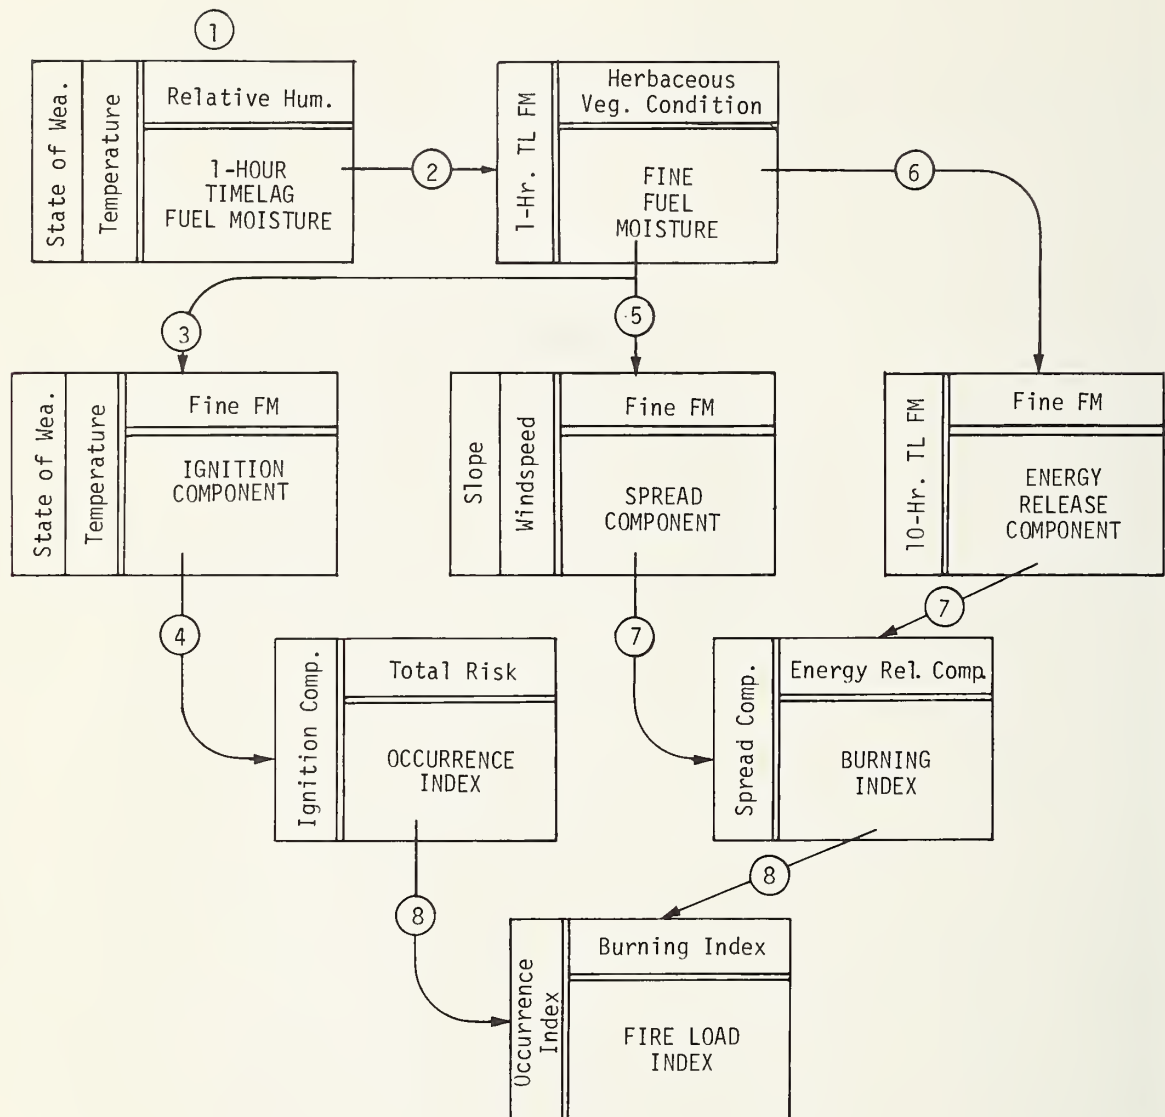 1
State of Wea.
Temperature
Relative Hum.
1-HOUR
TIMELAG
FUEL MOISTURE
2
1-Hr. TL FM
Herbaceous
Veg. Condition
FINE
FUEL
MOISTURE
6
3
5
State of Wea.
Temperature
Fine FM
IGNITION
COMPONENT
Slope
Windspeed
Fine FM
SPREAD
COMPONENT
10-Hr. TL FM
Fine FM
ENERGY
RELEASE
COMPONENT
4
7
7
Ignition Comp.
Total Risk
OCCURRENCE
INDEX
Spread Comp.
Energy Rel. Comp.
BURNING
INDEX
8
8
Occurrence
Index
Burning Index
FIRE LOAD
INDEX